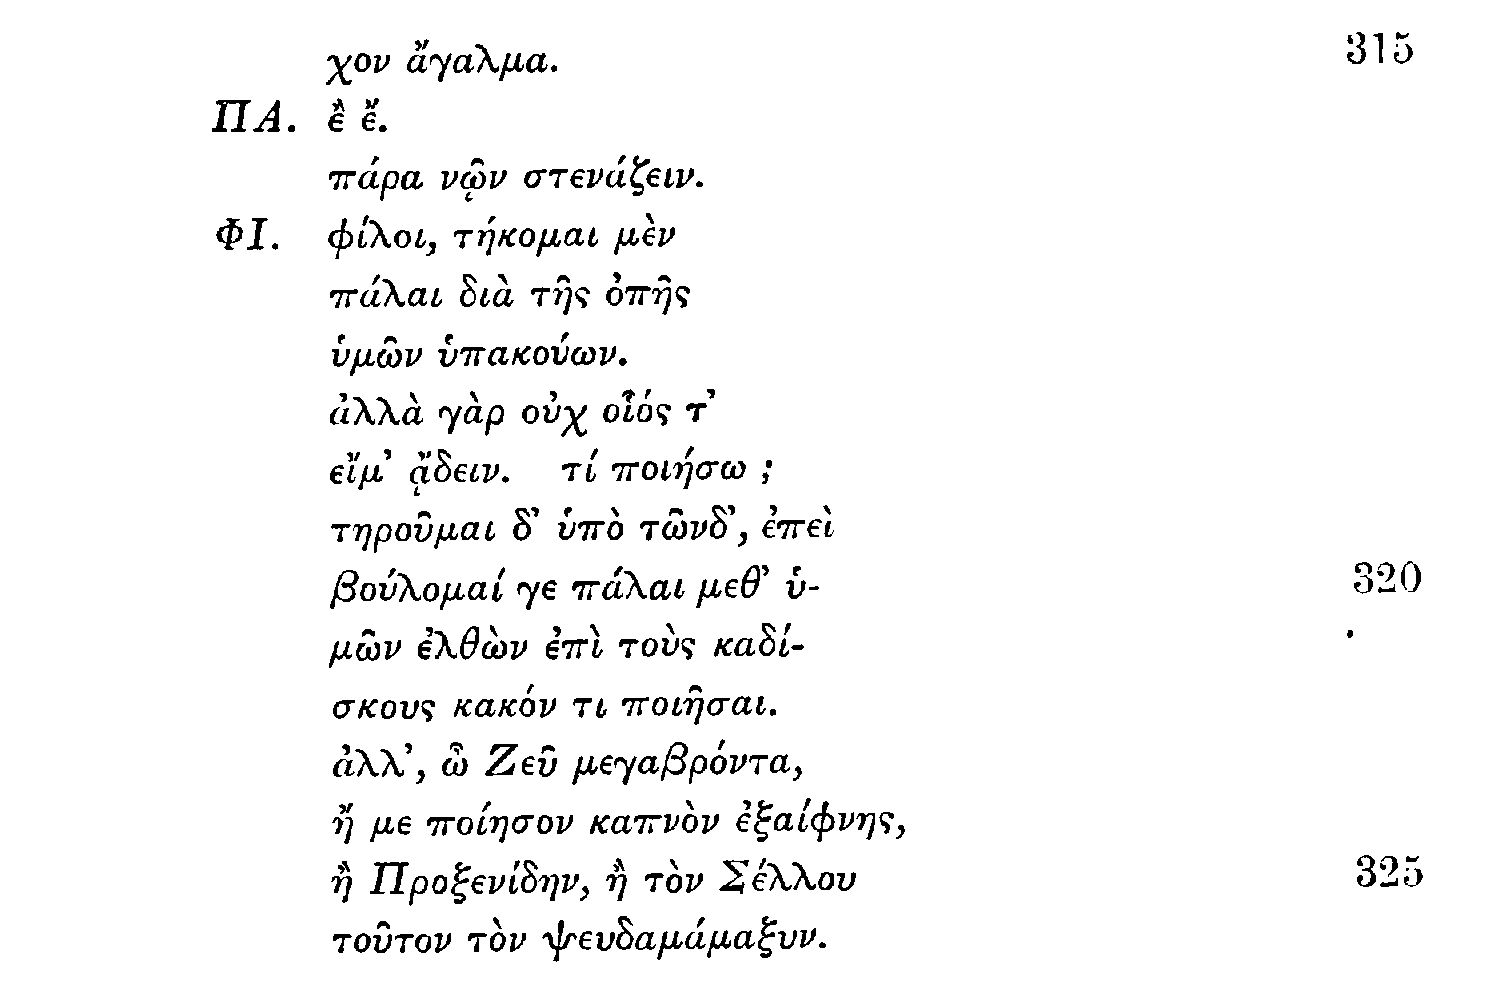 χον ἄγαλμα. 315
ΠΑ. ἒ ἔ.
πάρα νῷν στενάζειν.
ΦΙ. φίλοι, τήκομαι μὲν
πάλαι διὰ τῆς ὀπῆς
ὑμῶν ὑπακούων.
ἀλλὰ γὰρ οὐχ οἷός τ’
εἴμ’ ᾄδειν. τί ποιήσω ;
τηροῦμαι δ’ ὑπὸ τῶνδ’, ἐπεὶ
βούλομαί γε πάλαι μεθ’ ὑ- 320
μῶν ἐλθὼν ἐπὶ τοὺς καδί-
σκους κακόν τι ποιῆσαι.
ἀλλ’, ὦ Ζεῦ μεγαβρόντα,
ἤ με ποίησον καπνὸν ἐξαίφνης,
ἢ Προξενίδην, ἢ τὸν Σέλλου 325
τοῦτον τὸν ψευδαμάμαξυν.